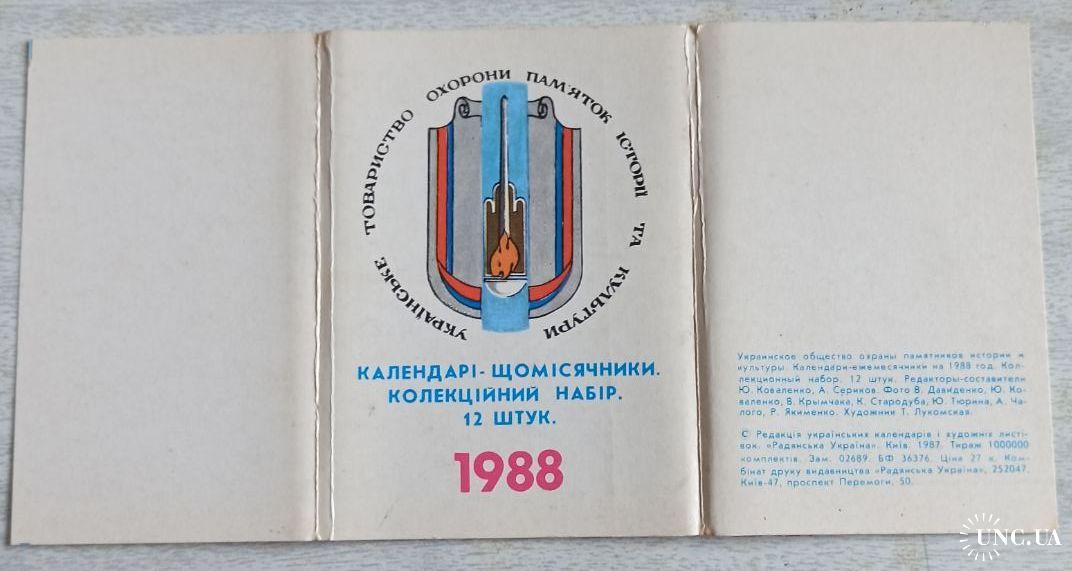 УКРАЇНСЬКЕ ТОВАРИСТВО ОХОРОНИ ПАМ'ЯТОК ІСТОРІЇ ТА КУЛЬТУРИ
КАЛЕНДАРІ- ЩОМІСЯЧНИКИ.
КОЛЕКЦІЙНИЙ НАБІР.
12 ШТУК.
1988
Украинское общество охраны памятников истории и
культуры. Календари-ежемесячники на 1988 год. Кол-
лекционный набор. 12 штук. Редакторы-составители
Ю. Коваленко, А. Сериков. Фото В. Давиденко, Ю. Ко-
валенко, В. Крымчака, К. Стародуба, Ю. Тюрина, А. Ча-
лого, Р. Якименко. Художник Т. Лукомская.
© Редакція українських календарів і художніх листі-
вок. «Радянська Україна». Київ. 1987. Тираж 1000000
комплектів. Зам. 02689. БФ 36376. Ціна 27 к. Ком-
бінат друку видавництва «Радянська Україна», 252047.
Київ-47, проспект Перемоги, 50.
UNC.UA